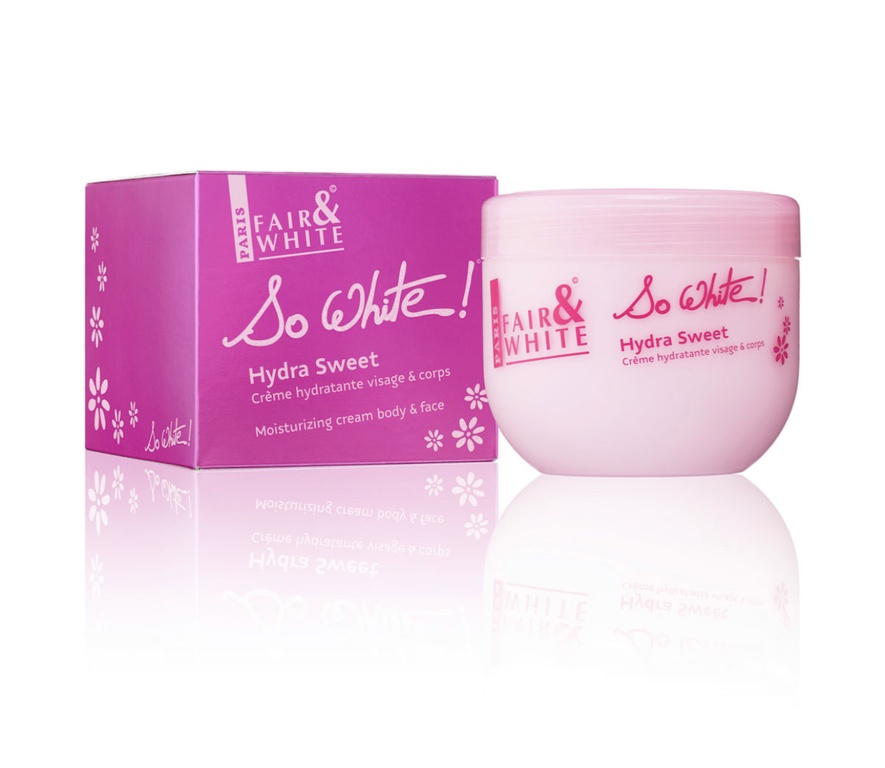 PARIS
FAIR &
WHITE
©
So White!
©
Hydra Sweet
Crème hydratante visage & corps
Moisturizing cream body & face
So White!
PARIS
FAIR &
WHITE
©
So White!
Hydra Sweet
Crème hydratante visage & corps